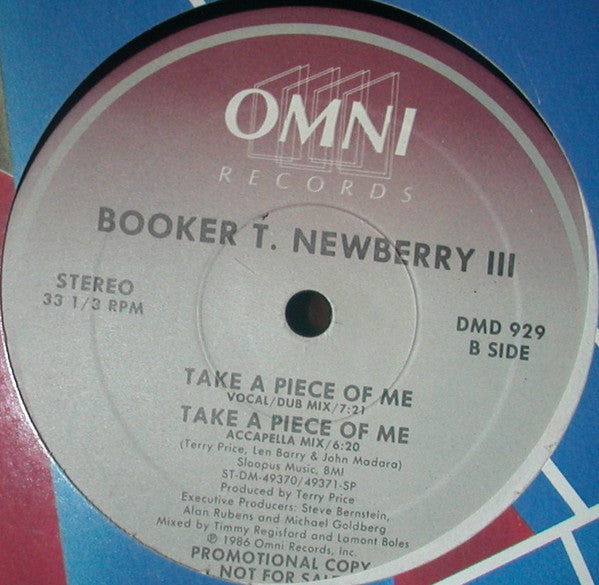 OMNI
RECORDS
BOOKER T. NEWBERRY III
STEREO
33 1/3 RPM
DMD 929
B SIDE
TAKE A PIECE OF ME
VOCAL/DUB MIX/7:21
TAKE A PIECE OF ME
ACCAPELLA MIX/6:20
(Terry Price, Len Barry & John Madara)
Sloopus Music, BMI
ST-DM-49370/49371-SP
Produced by Terry Price
Executive Producers: Steve Bernstein,
Alan Rubens and Michael Goldberg
Mixed by Timmy Regisford and Lamont Boles
℗ 1986 Omni Records, Inc.
PROMOTIONAL COPY
NOT FOR SALE